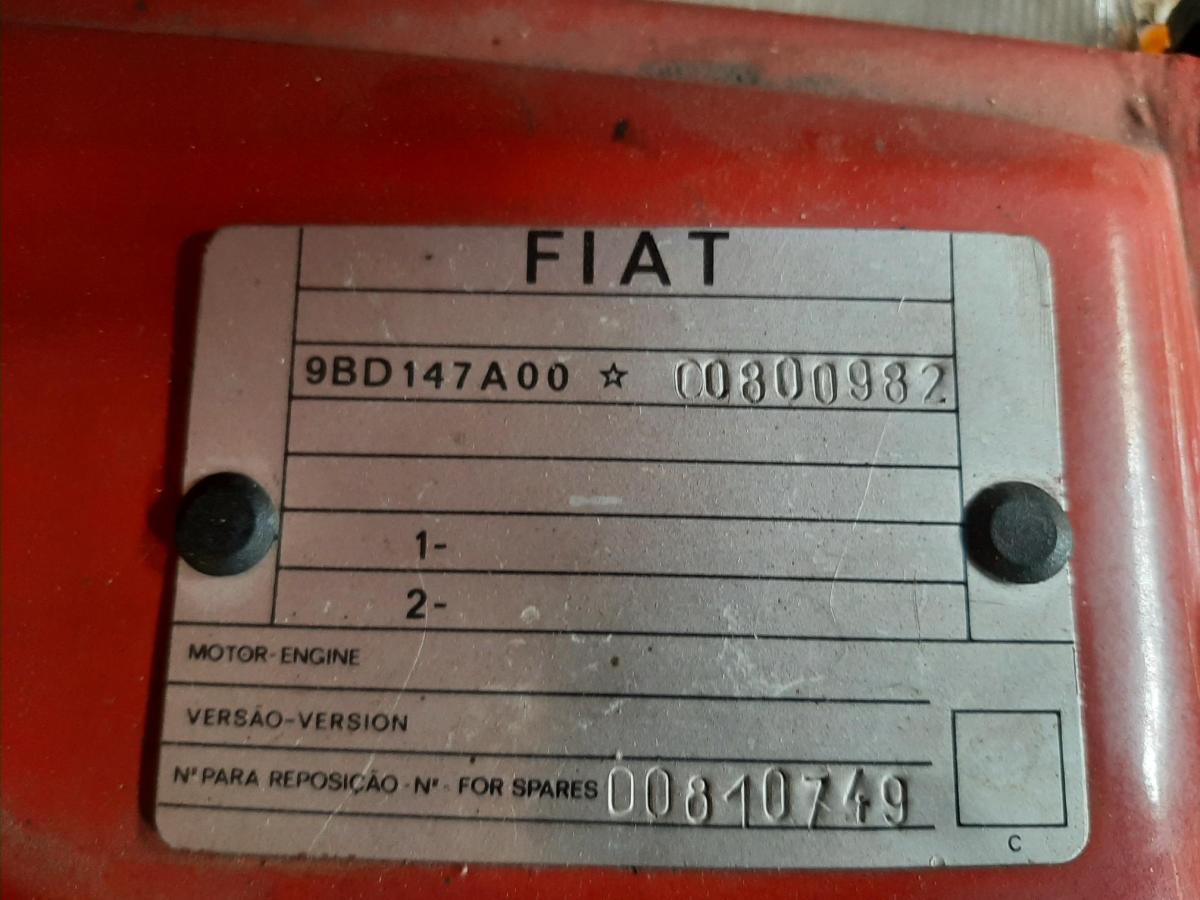 FIAT
9BD147A00 ☆ 00800982
1-
2-
MOTOR-ENGINE
VERSÃO-VERSION
Nº PARA REPOSIÇÃO - Nº - FOR SPARES 00810749
C